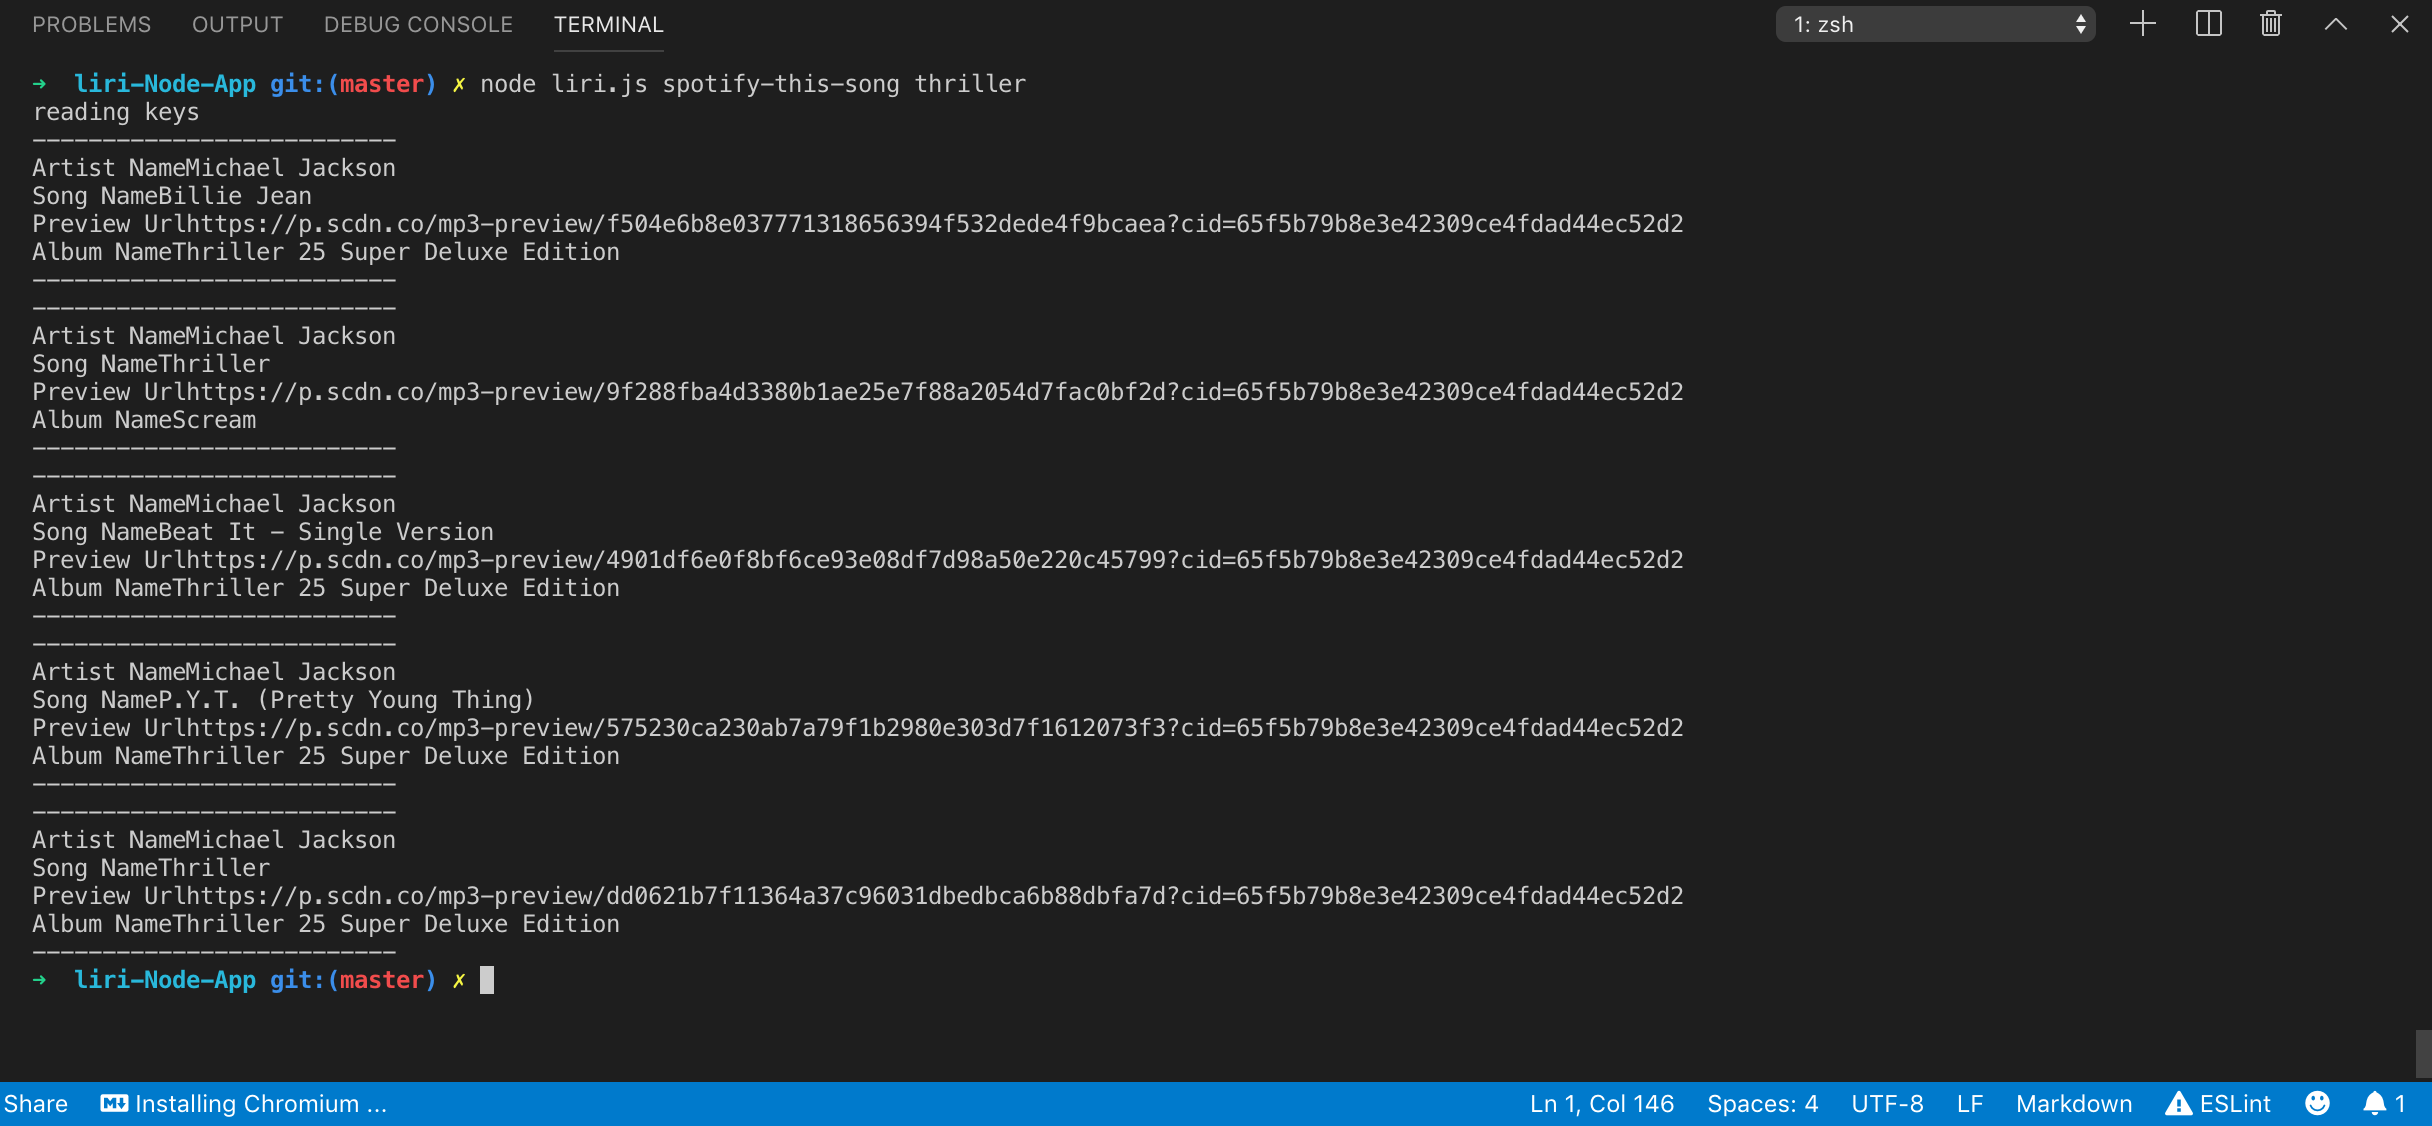 PROBLEMS OUTPUT DEBUG CONSOLE TERMINAL 1: zsh
➜ liri-Node-App git:(master) ✗ node liri.js spotify-this-song thriller
reading keys
--------------------------
Artist NameMichael Jackson
Song NameBillie Jean
Preview Urlhttps://p.scdn.co/mp3-preview/f504e6b8e037771318656394f532dede4f9bcaea?cid=65f5b79b8e3e42309ce4fdad44ec52d2
Album NameThriller 25 Super Deluxe Edition
--------------------------
--------------------------
Artist NameMichael Jackson
Song NameThriller
Preview Urlhttps://p.scdn.co/mp3-preview/9f288fba4d3380b1ae25e7f88a2054d7fac0bf2d?cid=65f5b79b8e3e42309ce4fdad44ec52d2
Album NameScream
--------------------------
--------------------------
Artist NameMichael Jackson
Song NameBeat It - Single Version
Preview Urlhttps://p.scdn.co/mp3-preview/4901df6e0f8bf6ce93e08df7d98a50e220c45799?cid=65f5b79b8e3e42309ce4fdad44ec52d2
Album NameThriller 25 Super Deluxe Edition
--------------------------
--------------------------
Artist NameMichael Jackson
Song NameP.Y.T. (Pretty Young Thing)
Preview Urlhttps://p.scdn.co/mp3-preview/575230ca230ab7a79f1b2980e303d7f1612073f3?cid=65f5b79b8e3e42309ce4fdad44ec52d2
Album NameThriller 25 Super Deluxe Edition
--------------------------
--------------------------
Artist NameMichael Jackson
Song NameThriller
Preview Urlhttps://p.scdn.co/mp3-preview/dd0621b7f11364a37c96031dbedbca6b88dbfa7d?cid=65f5b79b8e3e42309ce4fdad44ec52d2
Album NameThriller 25 Super Deluxe Edition
--------------------------
➜ liri-Node-App git:(master) ✗
Share Installing Chromium ... Ln 1, Col 146 Spaces: 4 UTF-8 LF Markdown ESLint 1